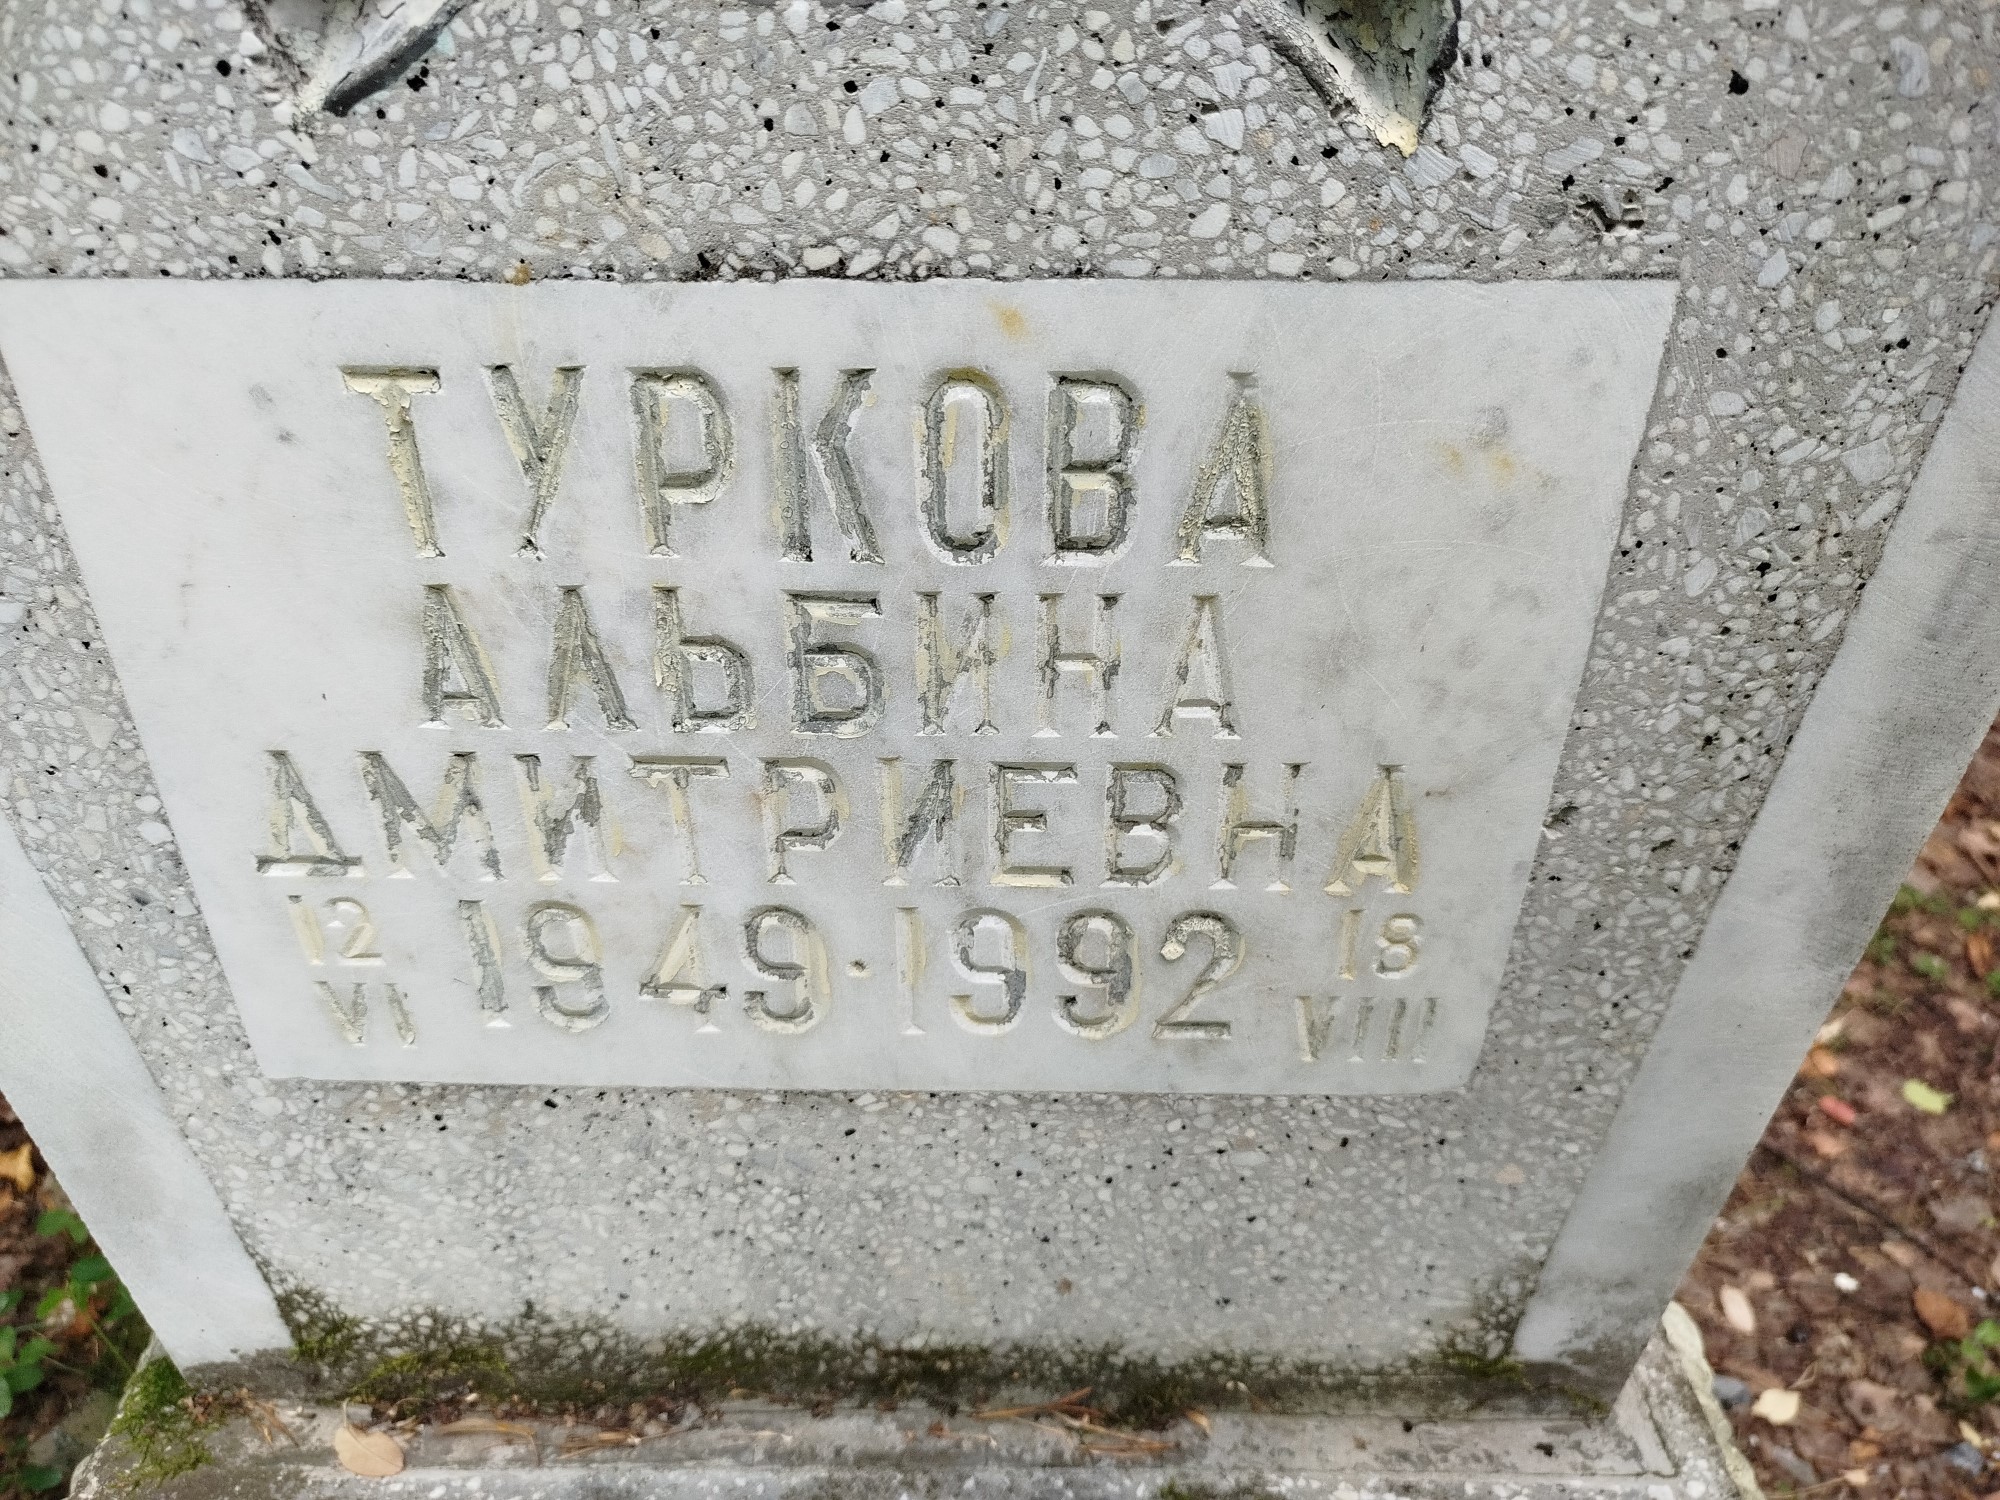 ТУРКОВА
АЛЬБИНА
ДМИТРИЕВНА
12 1949·1992 18
VI VIII